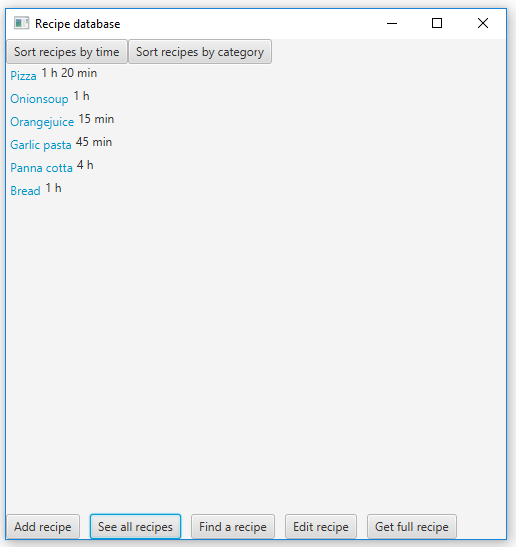 Recipe database
Sort recipes by time Sort recipes by category
Pizza 1 h 20 min
Onionsoup 1 h
Orangejuice 15 min
Garlic pasta 45 min
Panna cotta 4 h
Bread 1 h
Add recipe See all recipes Find a recipe Edit recipe Get full recipe